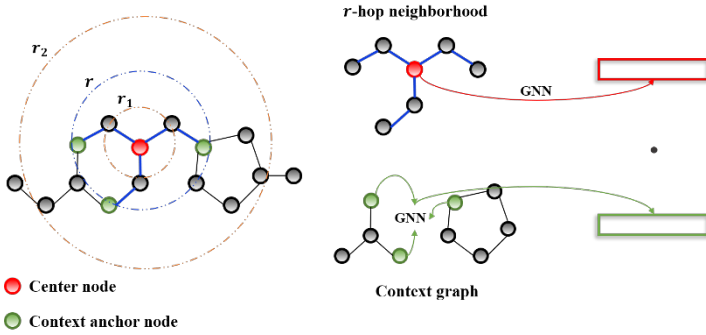 r-hop neighborhood
r₂
r
r₁
GNN
GNN
Center node
Context graph
Context anchor node